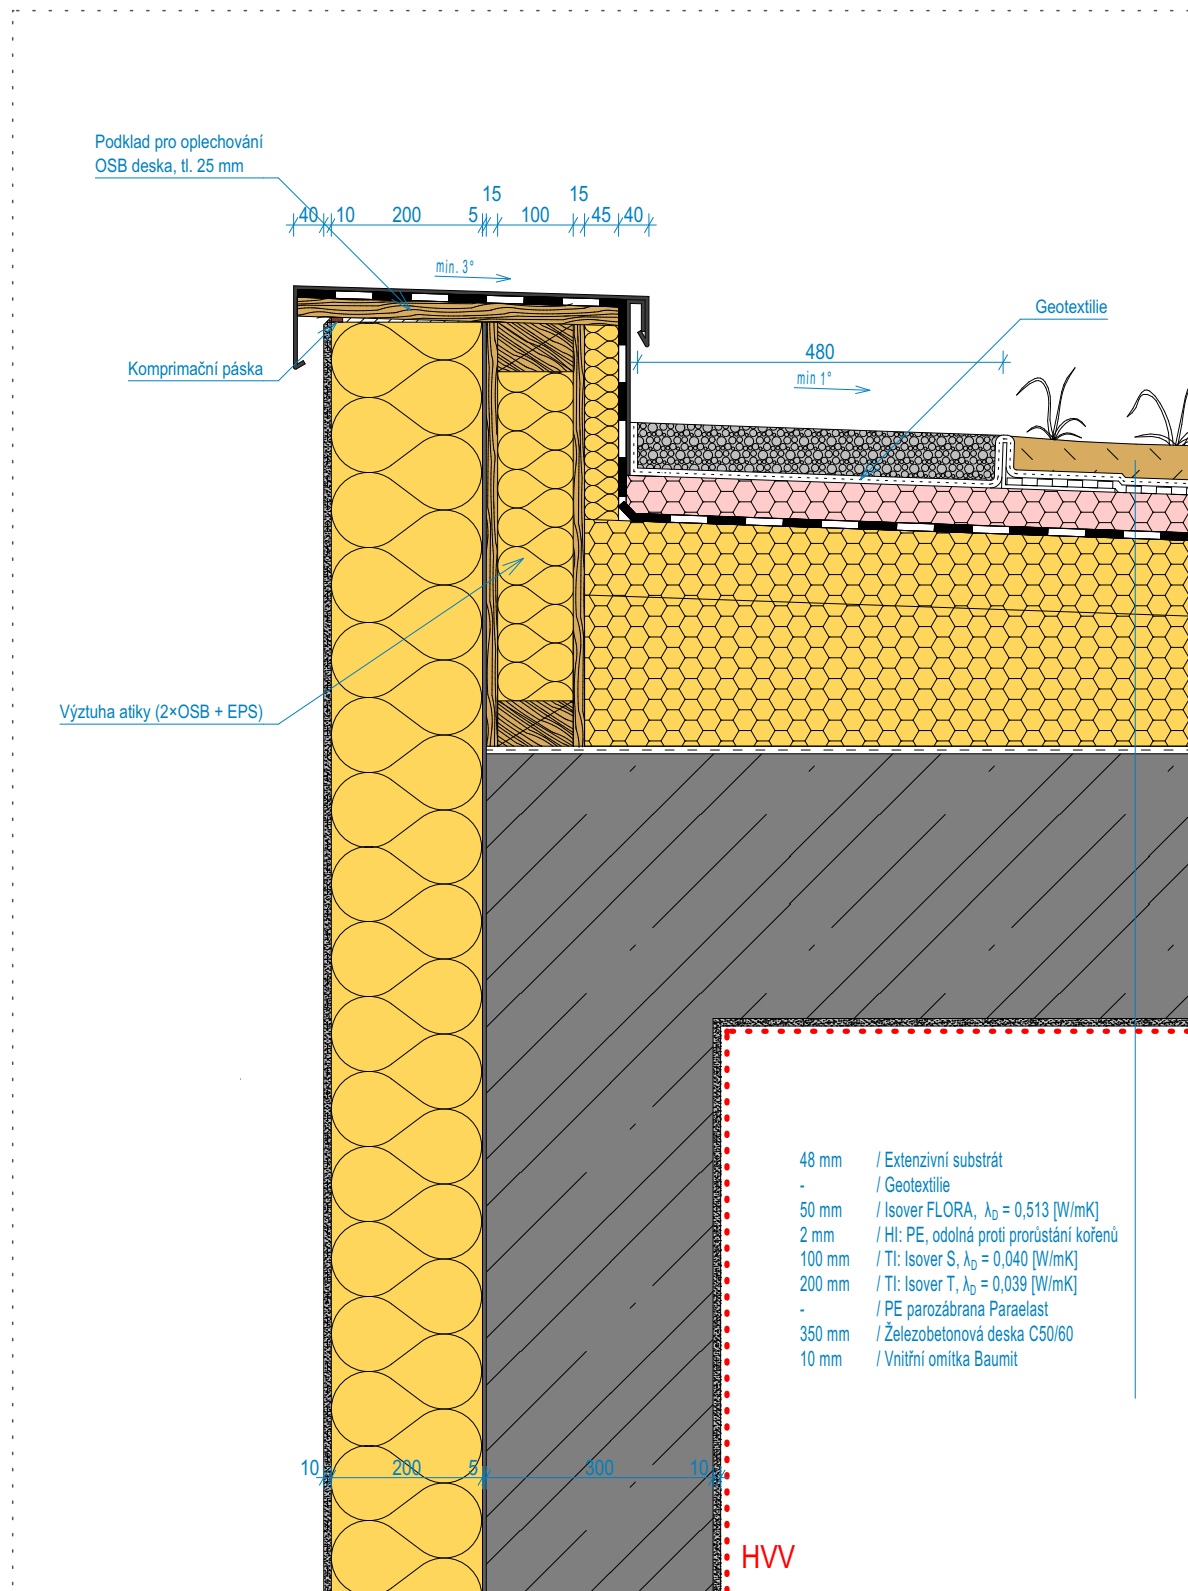 Podklad pro oplechování
OSB deska, tl. 25 mm
15 15
40 10 200 5 100 45 40
min. 3°
Geotextilie
480
min 1°
Komprimační páska
Výztuha atiky (2×OSB + EPS)
48 mm / Extenzivní substrát
- / Geotextilie
50 mm / Isover FLORA, λD = 0,513 [W/mK]
2 mm / HI: PE, odolná proti prorůstání kořenů
100 mm / TI: Isover S, λD = 0,040 [W/mK]
200 mm / TI: Isover T, λD = 0,039 [W/mK]
- / PE parozábrana Paraelast
350 mm / Železobetonová deska C50/60
10 mm / Vnitřní omítka Baumit
10 200 5 300 10
HVV